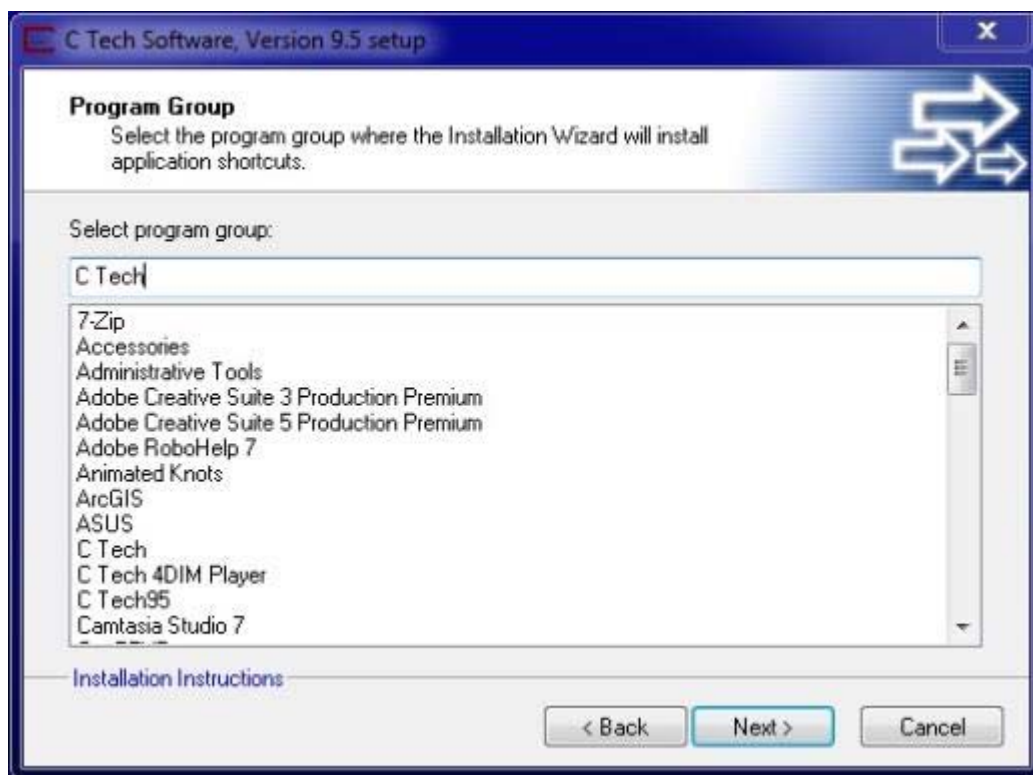 C Tech Software, Version 9.5 setup
x
Program Group
Select the program group where the Installation Wizard will install
application shortcuts.
Select program group:
C Tech
7-Zip
Accessories
Administrative Tools
Adobe Creative Suite 3 Production Premium
Adobe Creative Suite 5 Production Premium
Adobe RoboHelp 7
Animated Knots
ArcGIS
ASUS
C Tech
C Tech 4DIM Player
C Tech95
Camtasia Studio 7
Installation Instructions
< Back
Next >
Cancel